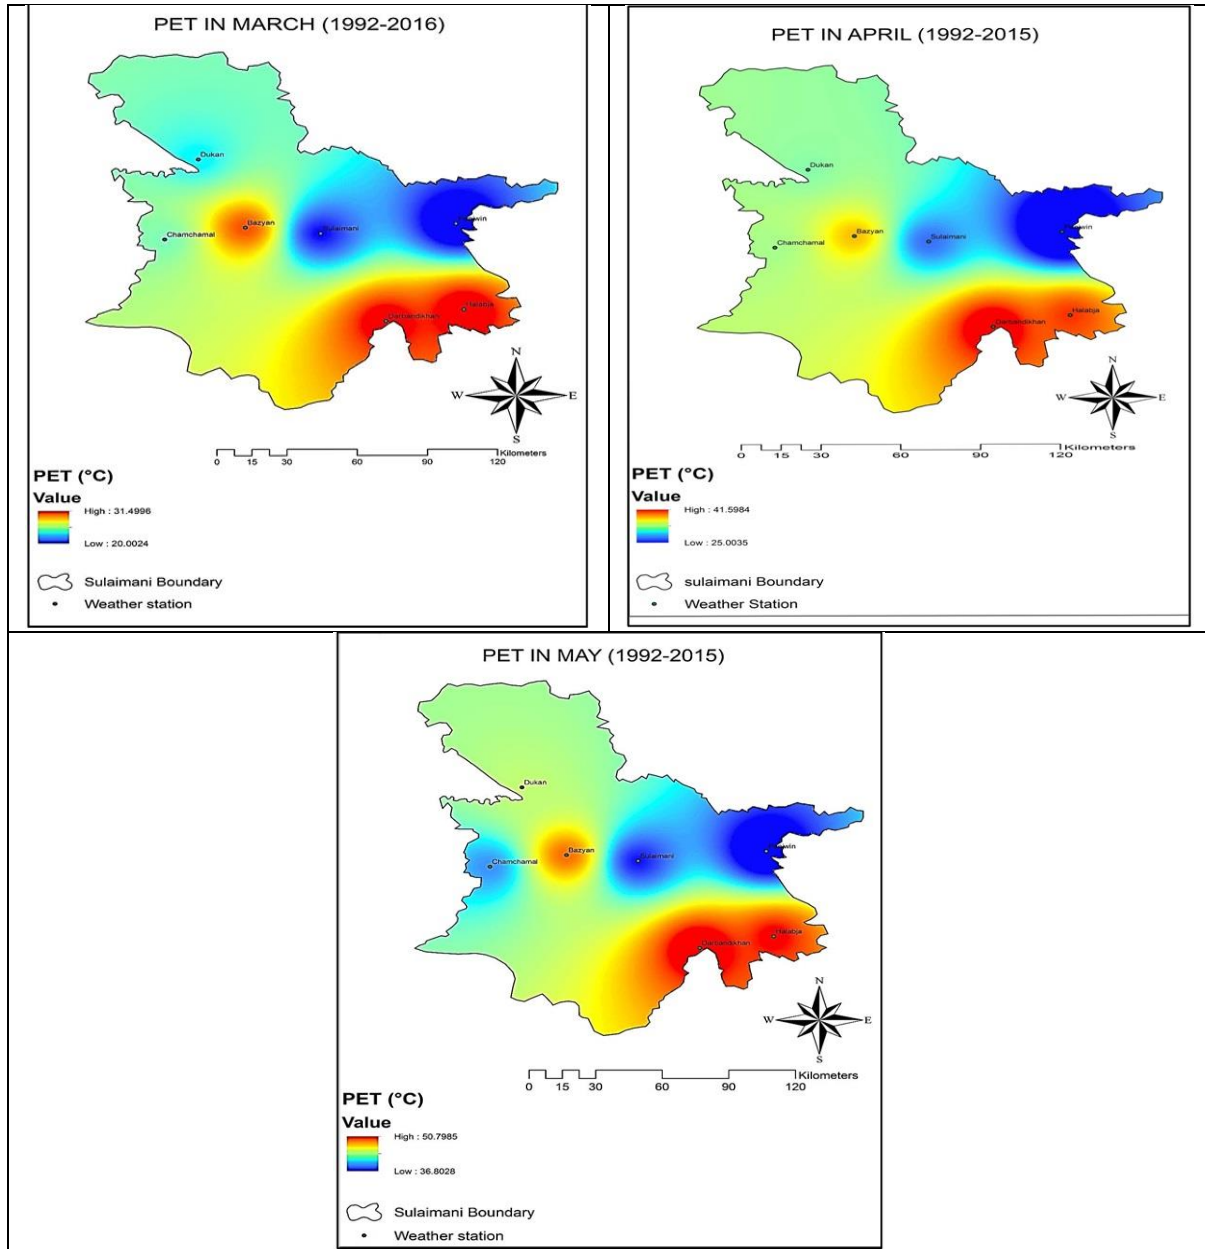 PET IN MARCH (1992-2016)
Dukan
Bazyan
Sulaimani
Chamchamal
Halabja
Darbandikhan
N
W E
S
Kilometers
0 15 30 60 90 120
PET (°C)
Value
High : 31.4996
Low : 20.0024
Sulaimani Boundary
Weather station
PET IN APRIL (1992-2015)
Dukan
Bazyan
Sulaimani
Chamchamal
Halabja
Darbandikhan
N
W E
S
Kilometers
0 15 30 60 90 120
PET (°C)
Value
High : 41.5984
Low : 25.0035
sulaimani Boundary
Weather Station
PET IN MAY (1992-2015)
Dukan
Bazyan
Sulaimani
Chamchamal
Halabja
Darbandikhan
N
W E
S
Kilometers
0 15 30 60 90 120
PET (°C)
Value
High : 50.7985
Low : 36.8028
Sulaimani Boundary
Weather station